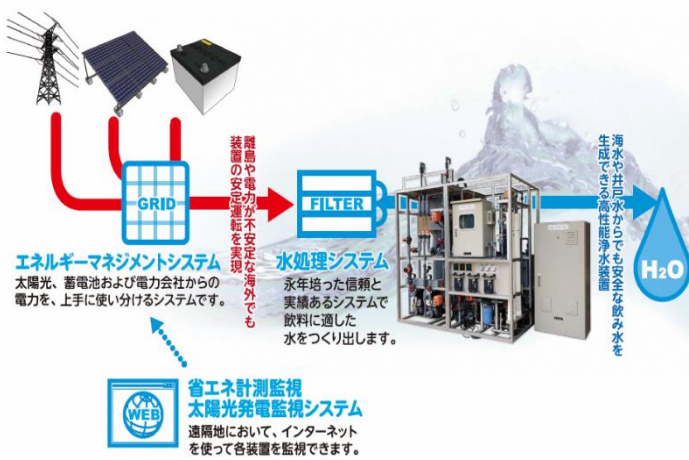 GRID
離島や電力が不安定な海外でも
装置の安定運転を実現
FILTER
海水や井戸水からでも安全な飲み水を
生成できる高性能浄水装置
H₂O
エネルギーマネジメントシステム
太陽光、蓄電池および電力会社からの
電力を、上手に使い分けるシステムです。
水処理システム
永年培った信頼と
実績あるシステムで
飲料に適した
水をつくり出します。
WEB
省エネ計測監視
太陽光発電監視システム
遠隔地において、インターネット
を使って各装置を監視できます。